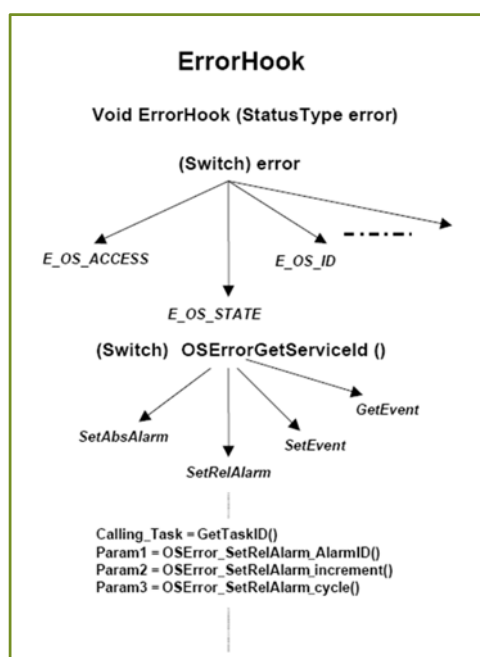 ErrorHook
Void ErrorHook (StatusType error)
(Switch) error
E_OS_ACCESS
E_OS_ID
E_OS_STATE
(Switch) OSErrorGetServiceId ()
GetEvent
SetAbsAlarm
SetEvent
SetRelAlarm
Calling_Task = GetTaskID()
Param1 = OSError_SetRelAlarm_AlarmID()
Param2 = OSError_SetRelAlarm_increment()
Param3 = OSError_SetRelAlarm_cycle()